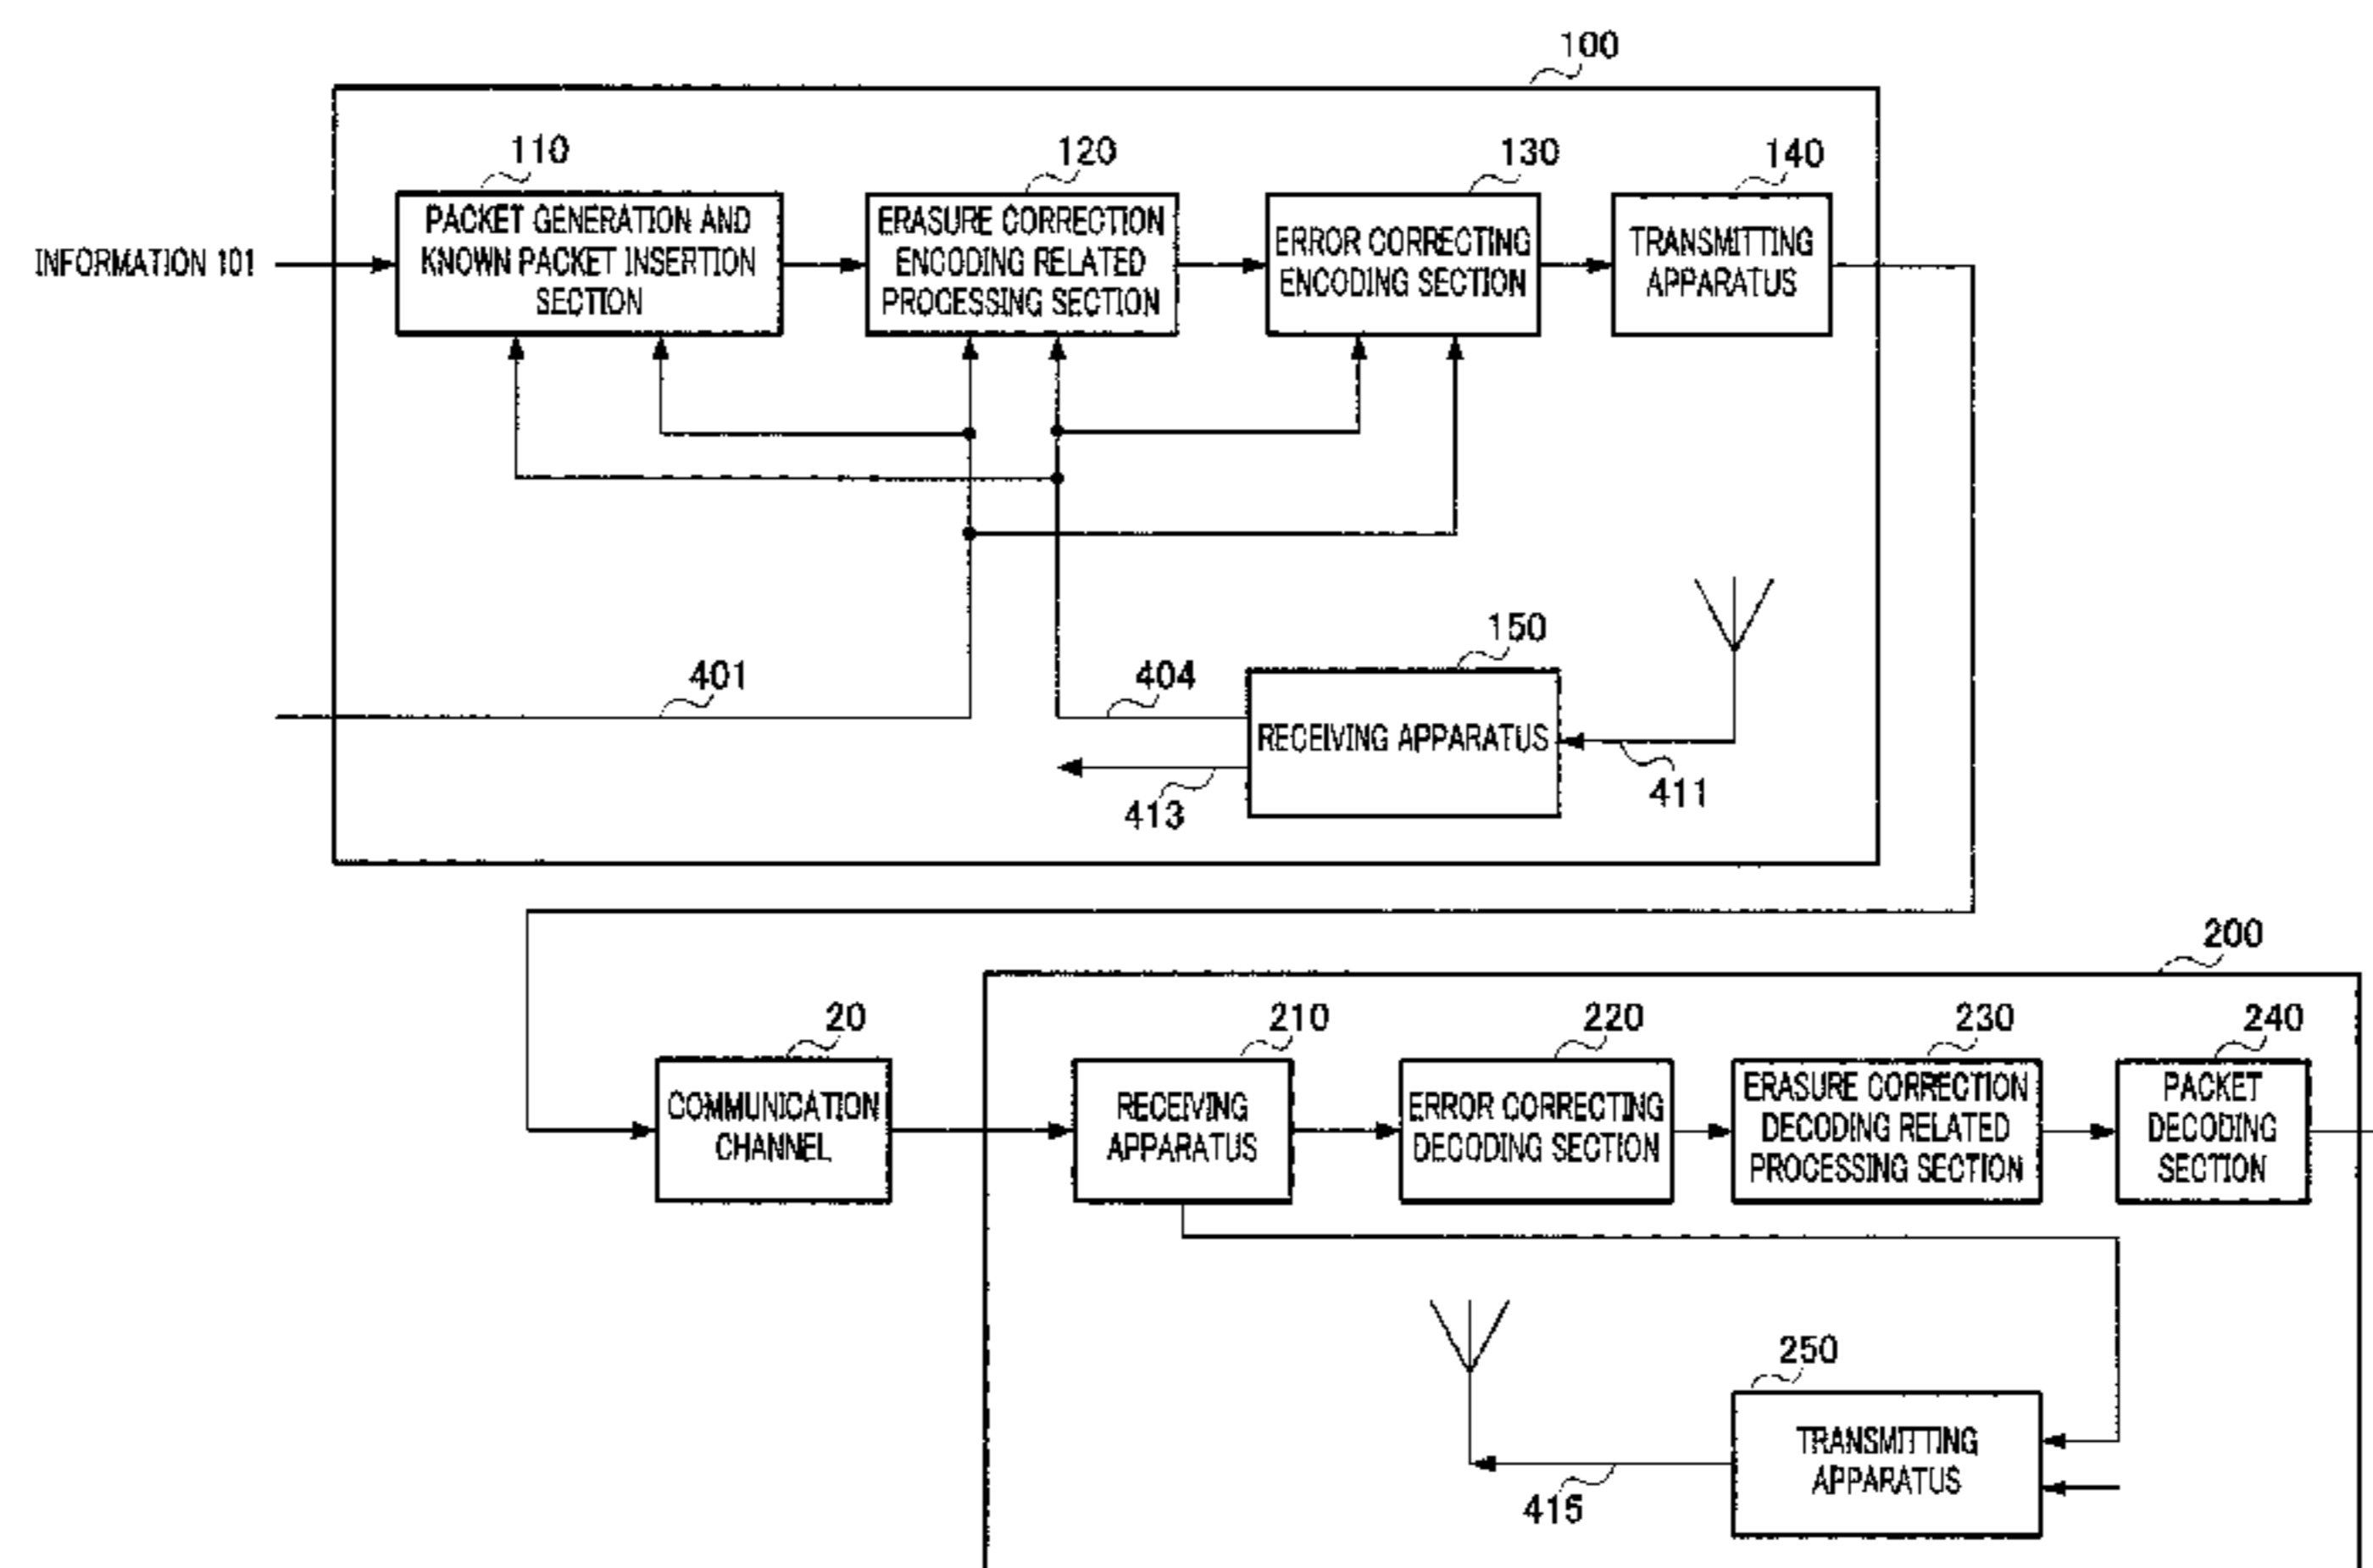 100
110
120
130
140
INFORMATION 101
PACKET GENERATION AND
KNOWN PACKET INSERTION
SECTION
ERASURE CORRECTION
ENCODING RELATED
PROCESSING SECTION
ERROR CORRECTING
ENCODING SECTION
TRANSMITTING
APPARATUS
401
404
150
RECEIVING APPARATUS
411
413
200
20
210
220
230
240
COMMUNICATION
CHANNEL
RECEIVING
APPARATUS
ERROR CORRECTING
DECODING SECTION
ERASURE CORRECTION
DECODING RELATED
PROCESSING SECTION
PACKET
DECODING
SECTION
250
TRANSMITTING
APPARATUS
415